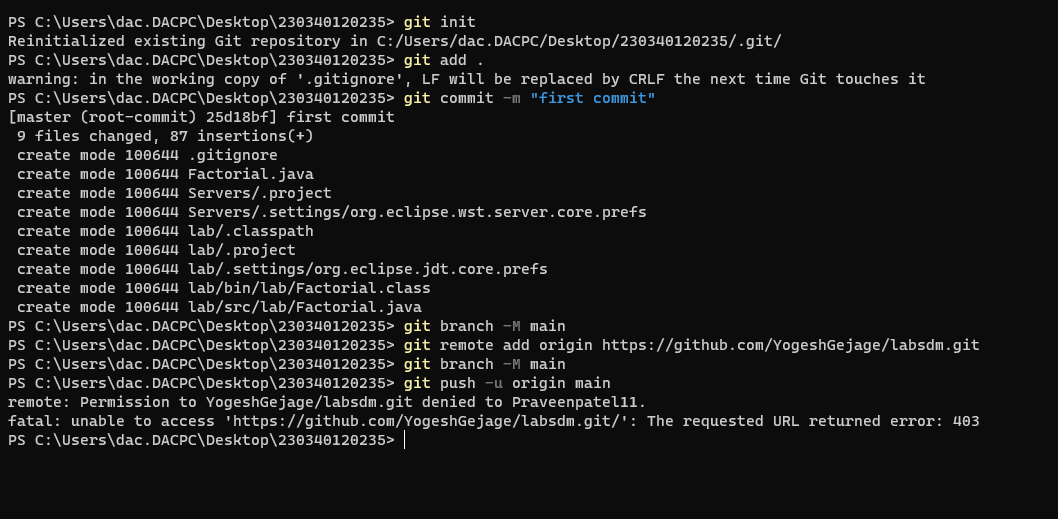 PS C:\Users\dac.DACPC\Desktop\230340120235> git init
Reinitialized existing Git repository in C:/Users/dac.DACPC/Desktop/230340120235/.git/
PS C:\Users\dac.DACPC\Desktop\230340120235> git add .
warning: in the working copy of '.gitignore', LF will be replaced by CRLF the next time Git touches it
PS C:\Users\dac.DACPC\Desktop\230340120235> git commit -m "first commit"
[master (root-commit) 25d18bf] first commit
 9 files changed, 87 insertions(+)
 create mode 100644 .gitignore
 create mode 100644 Factorial.java
 create mode 100644 Servers/.project
 create mode 100644 Servers/.settings/org.eclipse.wst.server.core.prefs
 create mode 100644 lab/.classpath
 create mode 100644 lab/.project
 create mode 100644 lab/.settings/org.eclipse.jdt.core.prefs
 create mode 100644 lab/bin/lab/Factorial.class
 create mode 100644 lab/src/lab/Factorial.java
PS C:\Users\dac.DACPC\Desktop\230340120235> git branch -M main
PS C:\Users\dac.DACPC\Desktop\230340120235> git remote add origin https://github.com/YogeshGejage/labsdm.git
PS C:\Users\dac.DACPC\Desktop\230340120235> git branch -M main
PS C:\Users\dac.DACPC\Desktop\230340120235> git push -u origin main
remote: Permission to YogeshGejage/labsdm.git denied to Praveenpatel11.
fatal: unable to access 'https://github.com/YogeshGejage/labsdm.git/': The requested URL returned error: 403
PS C:\Users\dac.DACPC\Desktop\230340120235>